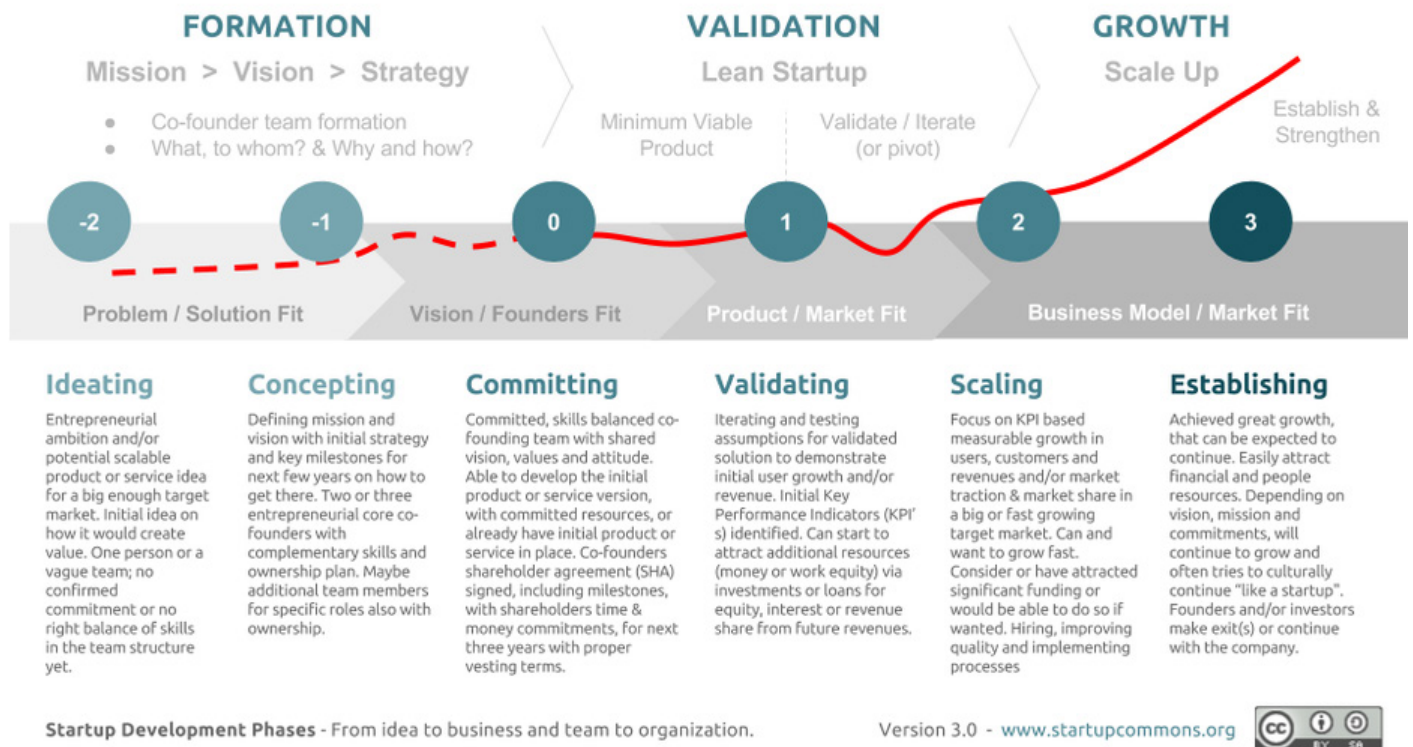 FORMATION
Mission > Vision > Strategy
● Co-founder team formation
● What, to whom? & Why and how?
VALIDATION
Lean Startup
Minimum Viable
Product
Validate / Iterate
(or pivot)
GROWTH
Scale Up
Establish &
Strengthen
-2
-1
0
1
2
3
Problem / Solution Fit
Vision / Founders Fit
Product / Market Fit
Business Model / Market Fit
Ideating
Entrepreneurial
ambition and/or
potential scalable
product or service idea
for a big enough target
market. Initial idea on
how it would create
value. One person or a
vague team; no
confirmed
commitment or no
right balance of skills
in the team structure
yet.
Concepting
Defining mission and
vision with initial strategy
and key milestones for
next few years on how to
get there. Two or three
entrepreneurial core co-
founders with
complementary skills and
ownership plan. Maybe
additional team members
for specific roles also with
ownership.
Committing
Committed, skills balanced co-
founding team with shared
vision, values and attitude.
Able to develop the initial
product or service version,
with committed resources, or
already have initial product or
service in place. Co-founders
shareholder agreement (SHA)
signed, including milestones,
with shareholders time &
money commitments, for next
three years with proper
vesting terms.
Validating
Iterating and testing
assumptions for validated
solution to demonstrate
initial user growth and/or
revenue. Initial Key
Performance Indicators (KPI'
s) identified. Can start to
attract additional resources
(money or work equity) via
investments or loans for
equity, interest or revenue
share from future revenues.
Scaling
Focus on KPI based
measurable growth in
users, customers and
revenues and/or market
traction & market share in
a big or fast growing
target market. Can and
want to grow fast.
Consider or have attracted
significant funding or
would be able to do so if
wanted. Hiring, improving
quality and implementing
processes
Establishing
Achieved great growth,
that can be expected to
continue. Easily attract
financial and people
resources. Depending on
vision, mission and
commitments, will
continue to grow and
often tries to culturally
continue "like a startup".
Founders and/or investors
make exit(s) or continue
with the company.
Startup Development Phases - From idea to business and team to organization.
Version 3.0 - www.startupcommons.org
cc
BY SA